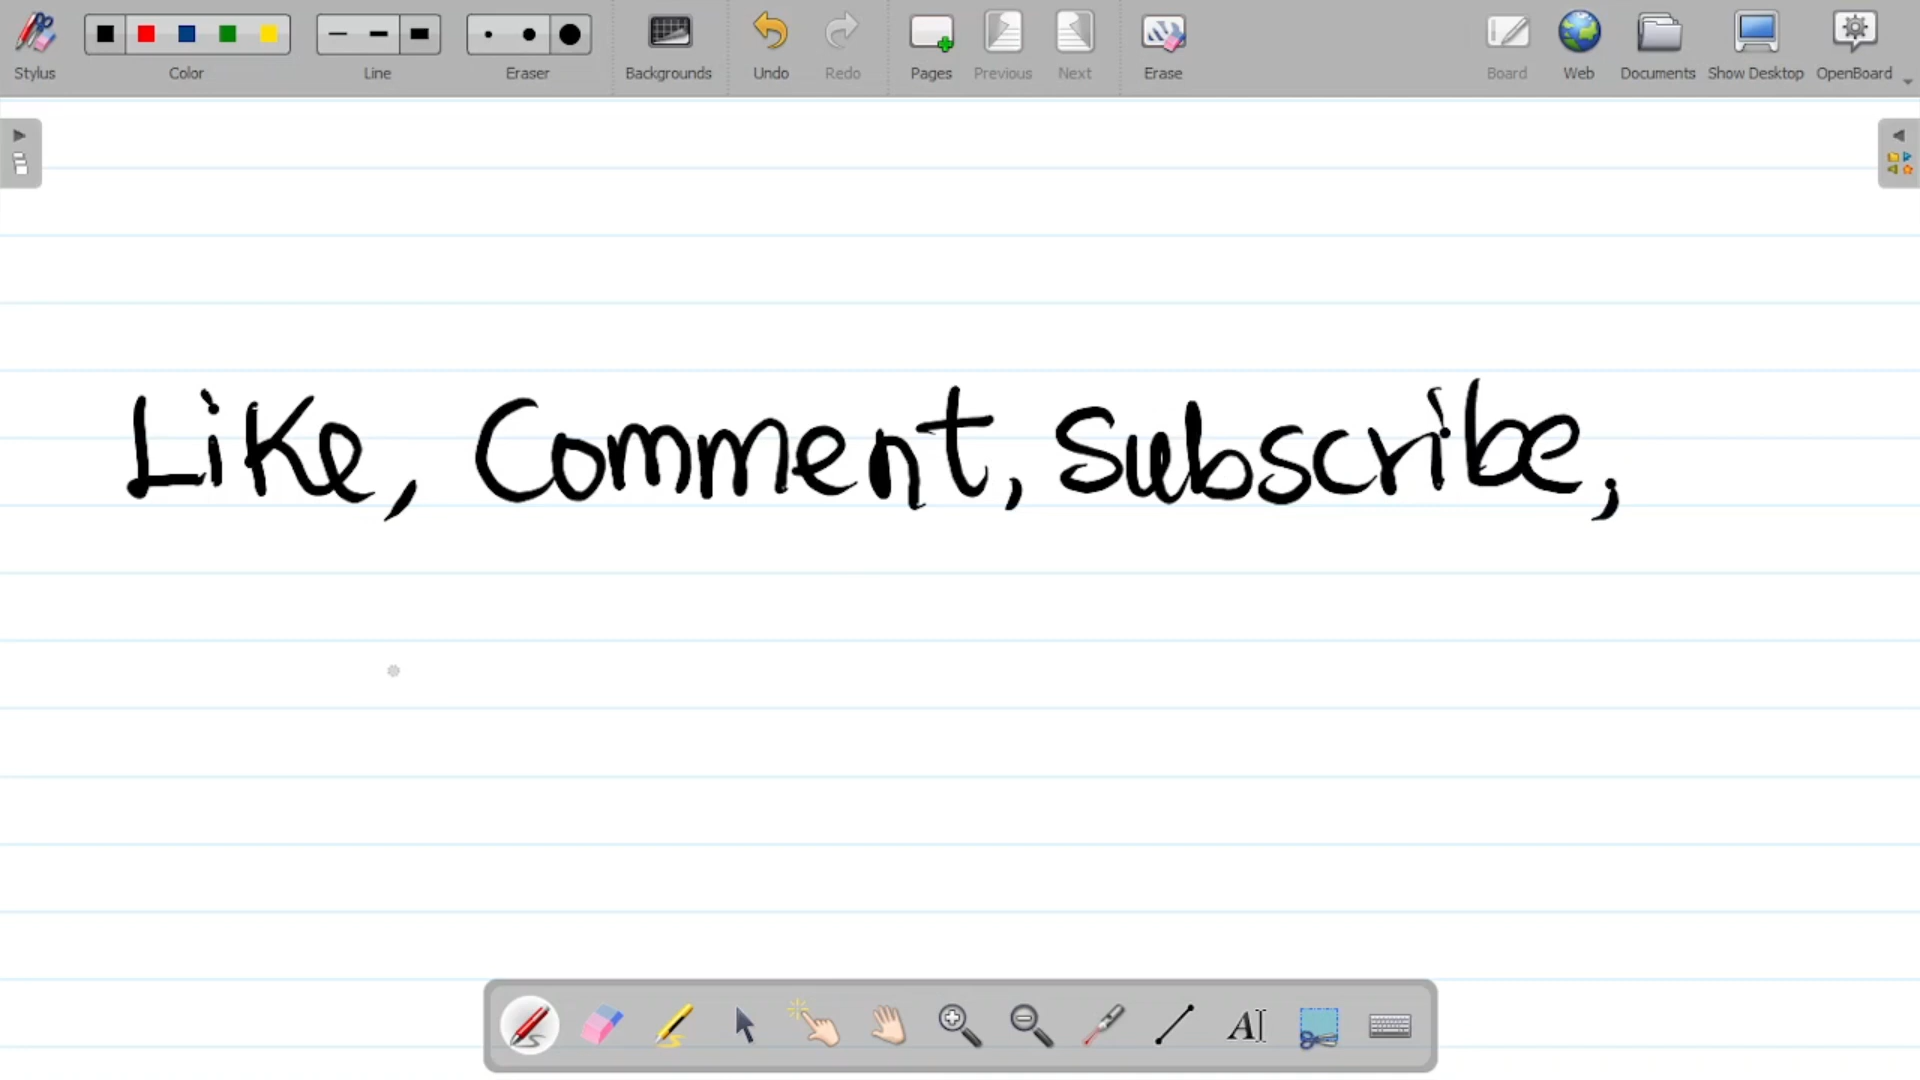 Stylus Color Line Eraser Backgrounds Undo Redo Pages Previous Next Erase Board Web Documents Show Desktop OpenBoard
Like, Comment, Subscribe,